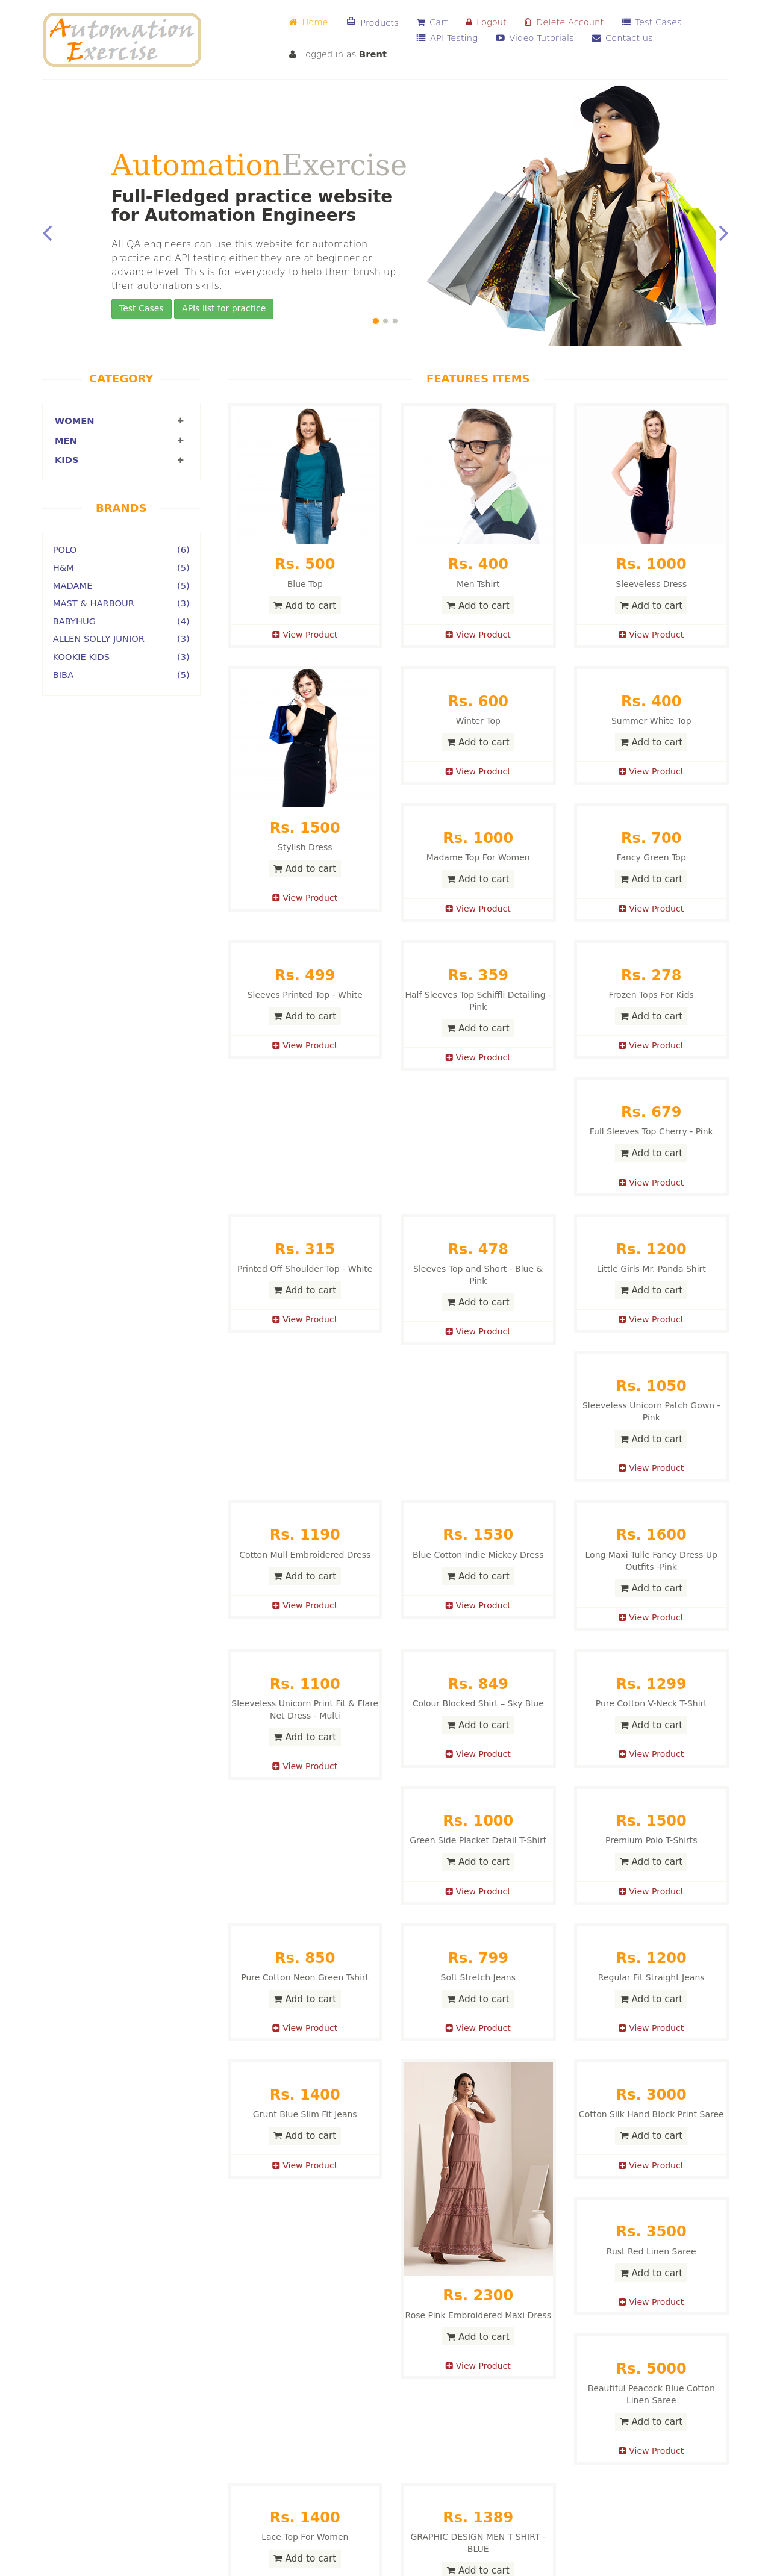 Automation
Exercise
Home
Products
Cart
Logout
Delete Account
Test Cases
API Testing
Video Tutorials
Contact us
Logged in as Brent
AutomationExercise
Full-Fledged practice website
for Automation Engineers
All QA engineers can use this website for automation
practice and API testing either they are at beginner or
advance level. This is for everybody to help them brush up
their automation skills.
Test Cases
APIs list for practice
CATEGORY
WOMEN
MEN
KIDS
BRANDS
POLO (6)
H&M (5)
MADAME (5)
MAST & HARBOUR (3)
BABYHUG (4)
ALLEN SOLLY JUNIOR (3)
KOOKIE KIDS (3)
BIBA (5)
FEATURES ITEMS
Rs. 500
Blue Top
Add to cart
View Product
Rs. 400
Men Tshirt
Add to cart
View Product
Rs. 1000
Sleeveless Dress
Add to cart
View Product
Rs. 1500
Stylish Dress
Add to cart
View Product
Rs. 600
Winter Top
Add to cart
View Product
Rs. 400
Summer White Top
Add to cart
View Product
Rs. 1000
Madame Top For Women
Add to cart
View Product
Rs. 700
Fancy Green Top
Add to cart
View Product
Rs. 499
Sleeves Printed Top - White
Add to cart
View Product
Rs. 359
Half Sleeves Top Schiffli Detailing -
Pink
Add to cart
View Product
Rs. 278
Frozen Tops For Kids
Add to cart
View Product
Rs. 679
Full Sleeves Top Cherry - Pink
Add to cart
View Product
Rs. 315
Printed Off Shoulder Top - White
Add to cart
View Product
Rs. 478
Sleeves Top and Short - Blue &
Pink
Add to cart
View Product
Rs. 1200
Little Girls Mr. Panda Shirt
Add to cart
View Product
Rs. 1050
Sleeveless Unicorn Patch Gown -
Pink
Add to cart
View Product
Rs. 1190
Cotton Mull Embroidered Dress
Add to cart
View Product
Rs. 1530
Blue Cotton Indie Mickey Dress
Add to cart
View Product
Rs. 1600
Long Maxi Tulle Fancy Dress Up
Outfits -Pink
Add to cart
View Product
Rs. 1100
Sleeveless Unicorn Print Fit & Flare
Net Dress - Multi
Add to cart
View Product
Rs. 849
Colour Blocked Shirt – Sky Blue
Add to cart
View Product
Rs. 1299
Pure Cotton V-Neck T-Shirt
Add to cart
View Product
Rs. 1000
Green Side Placket Detail T-Shirt
Add to cart
View Product
Rs. 1500
Premium Polo T-Shirts
Add to cart
View Product
Rs. 850
Pure Cotton Neon Green Tshirt
Add to cart
View Product
Rs. 799
Soft Stretch Jeans
Add to cart
View Product
Rs. 1200
Regular Fit Straight Jeans
Add to cart
View Product
Rs. 1400
Grunt Blue Slim Fit Jeans
Add to cart
View Product
Rs. 2300
Rose Pink Embroidered Maxi Dress
Add to cart
View Product
Rs. 3000
Cotton Silk Hand Block Print Saree
Add to cart
View Product
Rs. 3500
Rust Red Linen Saree
Add to cart
View Product
Rs. 5000
Beautiful Peacock Blue Cotton
Linen Saree
Add to cart
View Product
Rs. 1400
Lace Top For Women
Add to cart
Rs. 1389
GRAPHIC DESIGN MEN T SHIRT -
BLUE
Add to cart